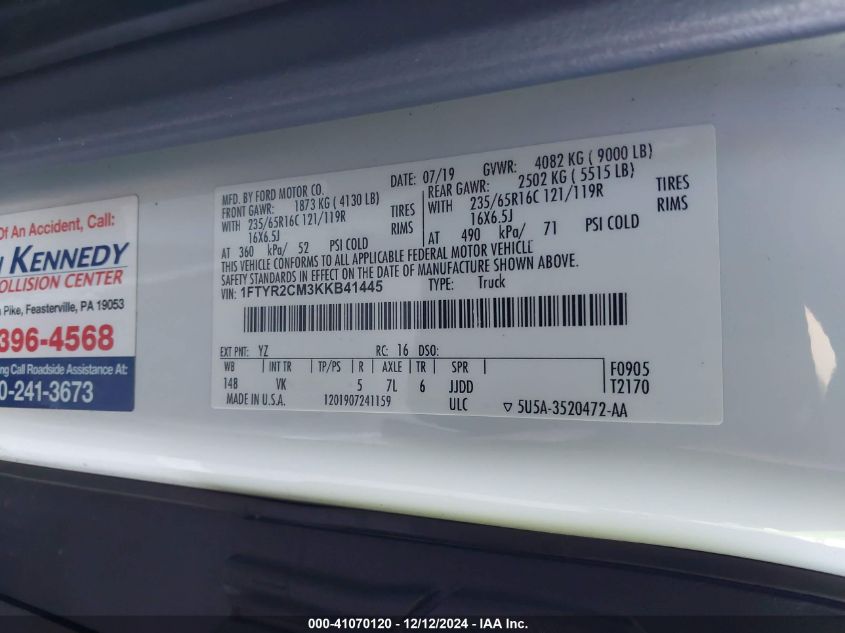 Of An Accident, Call:
KENNEDY
OLLISION CENTER
Pike, Feasterville, PA 19053
396-4568
ng Call Roadside Assistance At:
0-241-3673
MFD. BY FORD MOTOR CO. DATE: 07/19 GVWR: 4082 KG ( 9000 LB)
FRONT GAWR: 1873 KG ( 4130 LB) REAR GAWR: 2502 KG ( 5515 LB)
WITH 235/65R16C 121/119R TIRES WITH 235/65R16C 121/119R TIRES
16X6.5J RIMS 16X6.5J RIMS
AT 360 kPa/ 52 PSI COLD AT 490 kPa/ 71 PSI COLD
THIS VEHICLE CONFORMS TO ALL APPLICABLE FEDERAL MOTOR VEHICLE
SAFETY STANDARDS IN EFFECT ON THE DATE OF MANUFACTURE SHOWN ABOVE.
VIN: 1FTYR2CM3KKB41445 TYPE: Truck
EXT PNT: YZ RC: 16 DSO:
WB INT TR TP/PS R AXLE TR SPR F0905
148 VK 5 7L 6 JJDD T2170
MADE IN U.S.A. 1201907241159 ULC ▽ 5U5A-3520472-AA
000-41070120 - 12/12/2024 - IAA Inc.